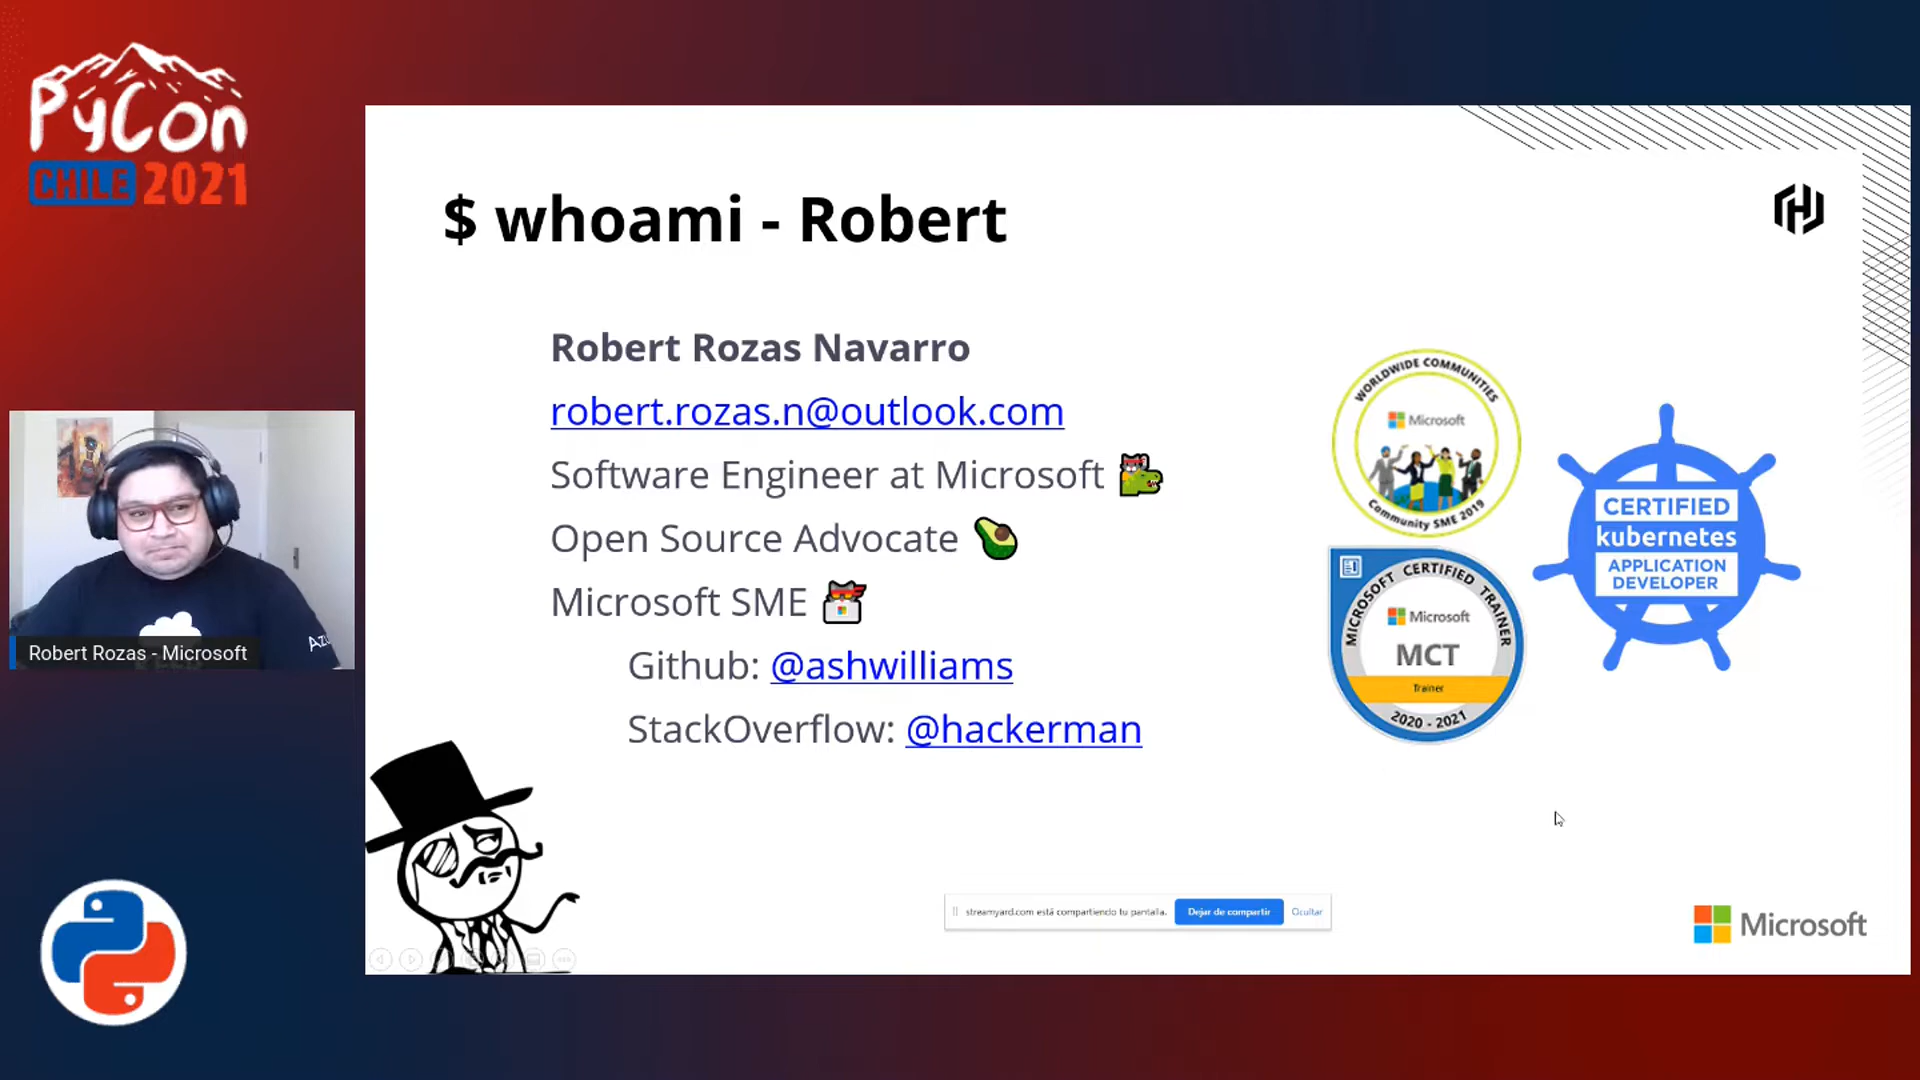 PyCon
CHILE 2021
$ whoami - Robert
Robert Rozas Navarro
robert.rozas.n@outlook.com
Software Engineer at Microsoft
Open Source Advocate
Microsoft SME
Github: @ashwilliams
StackOverflow: @hackerman
WORLDWIDE COMMUNITIES
Microsoft
Community SME 2019
MICROSOFT CERTIFIED TRAINER
Microsoft
MCT
Trainer
2020 - 2021
CERTIFIED
kubernetes
APPLICATION
DEVELOPER
Robert Rozas - Microsoft
streamyard.com está compartiendo tu pantalla. Dejar de compartir Ocultar
Microsoft